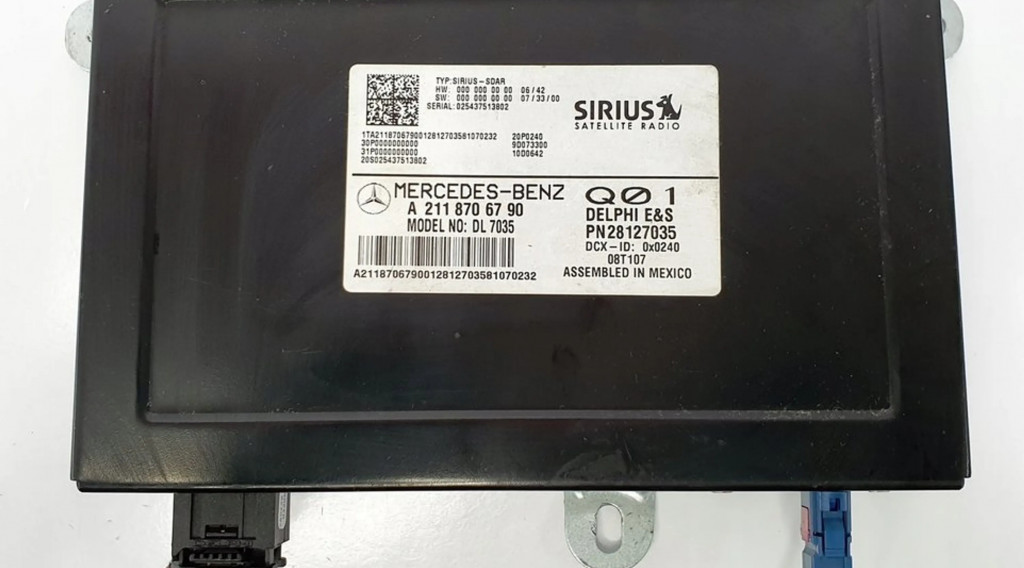 TYP:SIRIUS-SDAR
HW: 000 000 00 00 06/42
SW: 000 000 00 00 07/33/00
SERIAL:025437513802
SIRIUS
SATELLITE RADIO
1TA2118706790012812703581070232 20P0240
30P0000000000 9D073300
31P0000000000 10D0642
20S025437513802
MERCEDES-BENZ
A 211 870 67 90
MODEL NO: DL 7035
A2118706790012812703581070232
QØ1
DELPHI E&S
PN28127035
DCX-ID: 0x0240
08T107
ASSEMBLED IN MEXICO